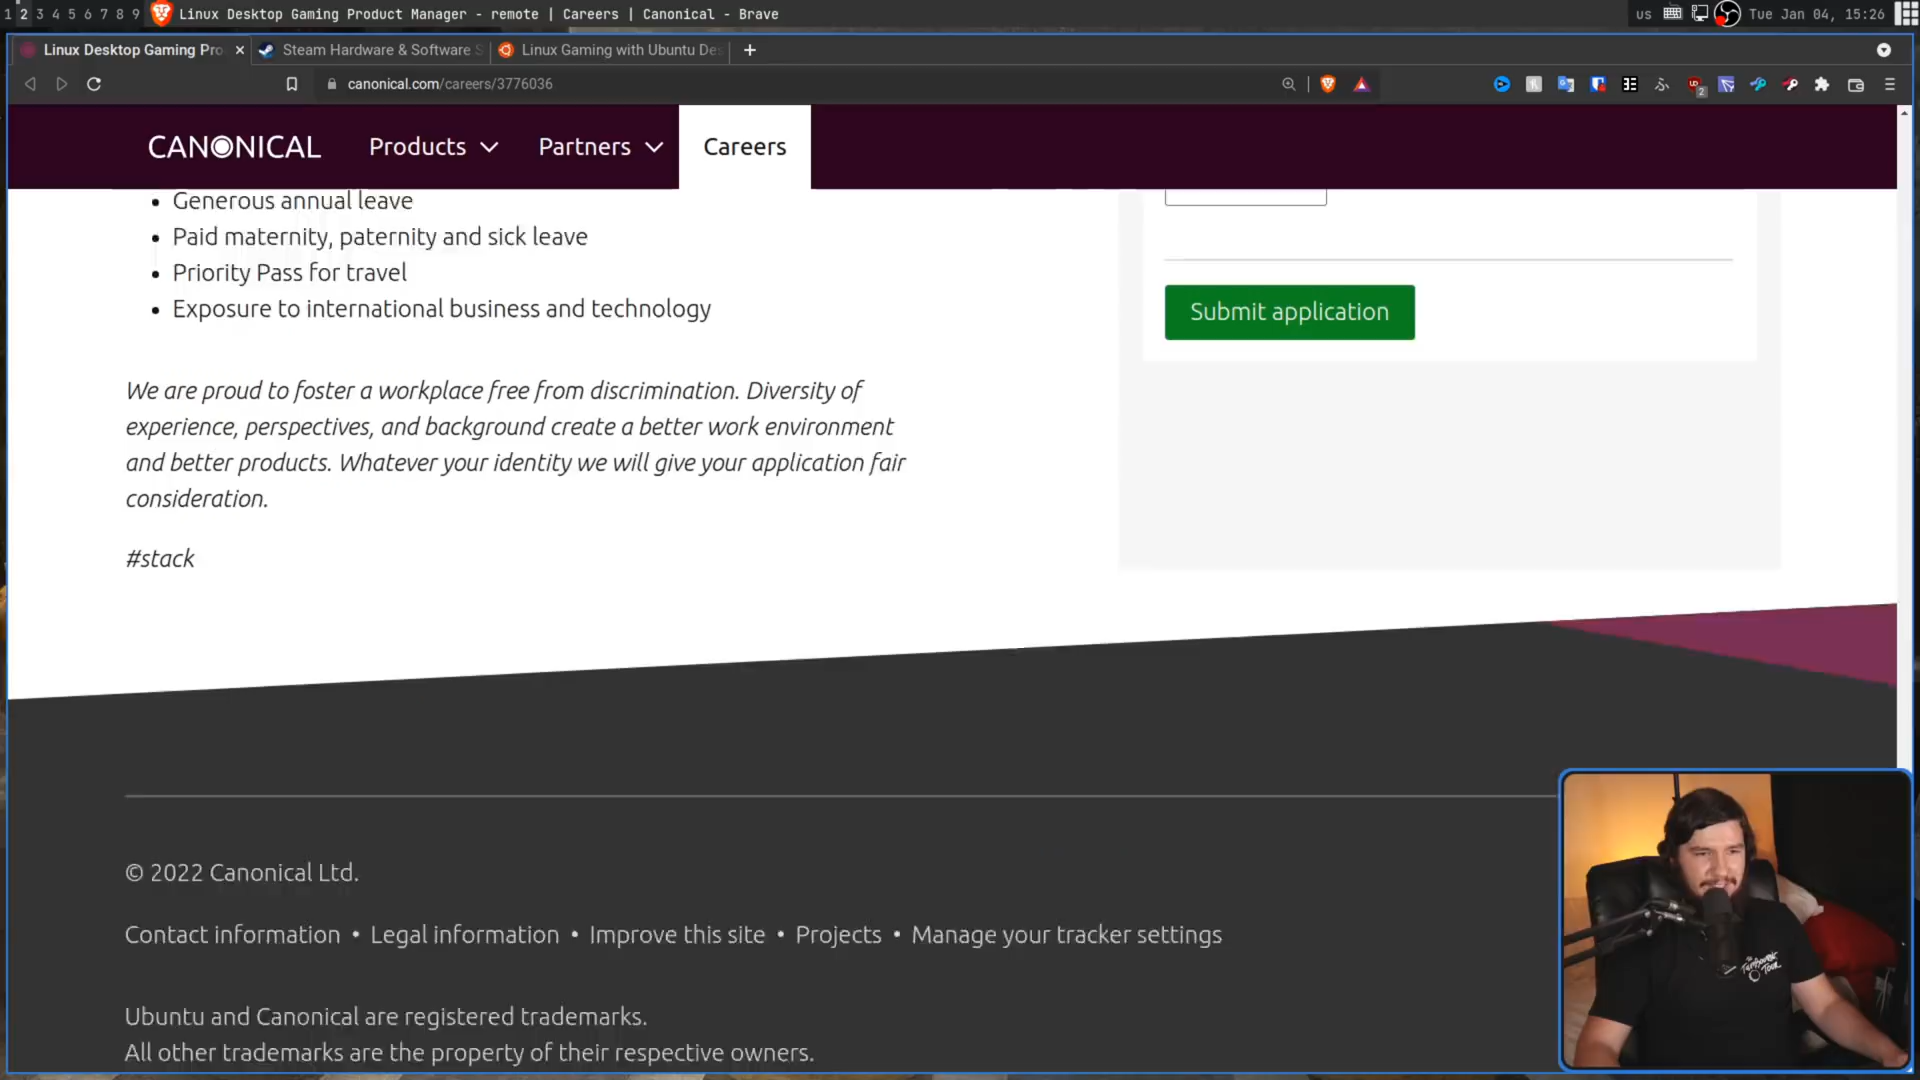 1 2 3 4 5 6 7 8 9 Linux Desktop Gaming Product Manager - remote | Careers | Canonical - Brave
us Tue Jan 04, 15:26
Linux Desktop Gaming Pro
Steam Hardware & Software S
Linux Gaming with Ubuntu Des
canonical.com/careers/3776036
CANONICAL Products Partners Careers
Generous annual leave
Paid maternity, paternity and sick leave
Priority Pass for travel
Exposure to international business and technology
Submit application
We are proud to foster a workplace free from discrimination. Diversity of
experience, perspectives, and background create a better work environment
and better products. Whatever your identity we will give your application fair
consideration.
#stack
© 2022 Canonical Ltd.
Contact information • Legal information • Improve this site • Projects • Manage your tracker settings
Ubuntu and Canonical are registered trademarks.
All other trademarks are the property of their respective owners.